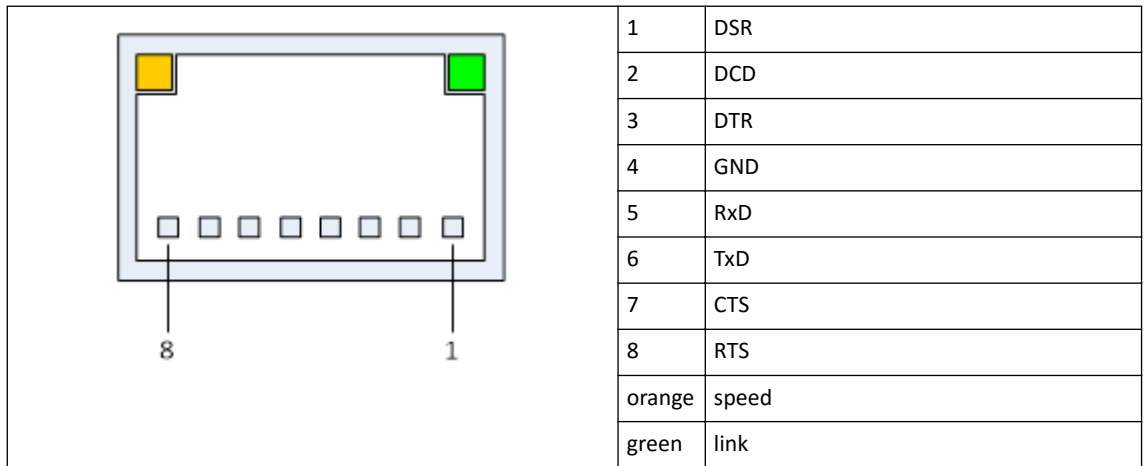 8 1
1 DSR
2 DCD
3 DTR
4 GND
5 RxD
6 TxD
7 CTS
8 RTS
orange speed
green link